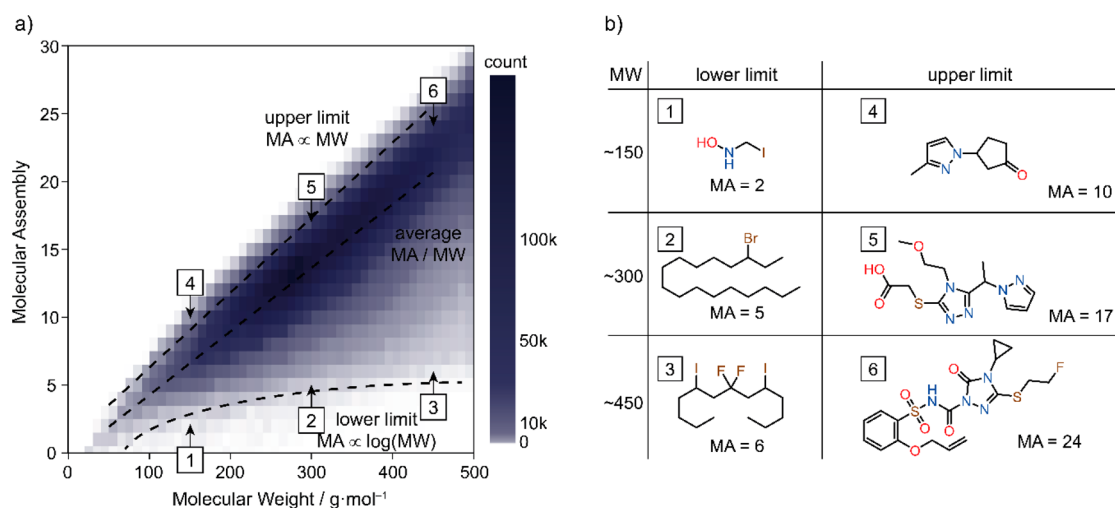 a)
30
25
20
15
10
5
0
Molecular Assembly
0
100
200
300
400
500
Molecular Weight / g·mol⁻¹
count
100k
50k
10k
0
upper limit
MA ∝ MW
average
MA / MW
lower limit
MA ∝ log(MW)
1
2
3
4
5
6
b)
MW
lower limit
upper limit
~150
1
HO
N
H
I
MA = 2
4
N
N
O
MA = 10
~300
2
Br
MA = 5
5
O
HO
O
S
N
N
N
N
N
MA = 17
~450
3
I
F
F
I
MA = 6
6
O
N
F
S
N
N
H
N
S
O
O
O
O
MA = 24